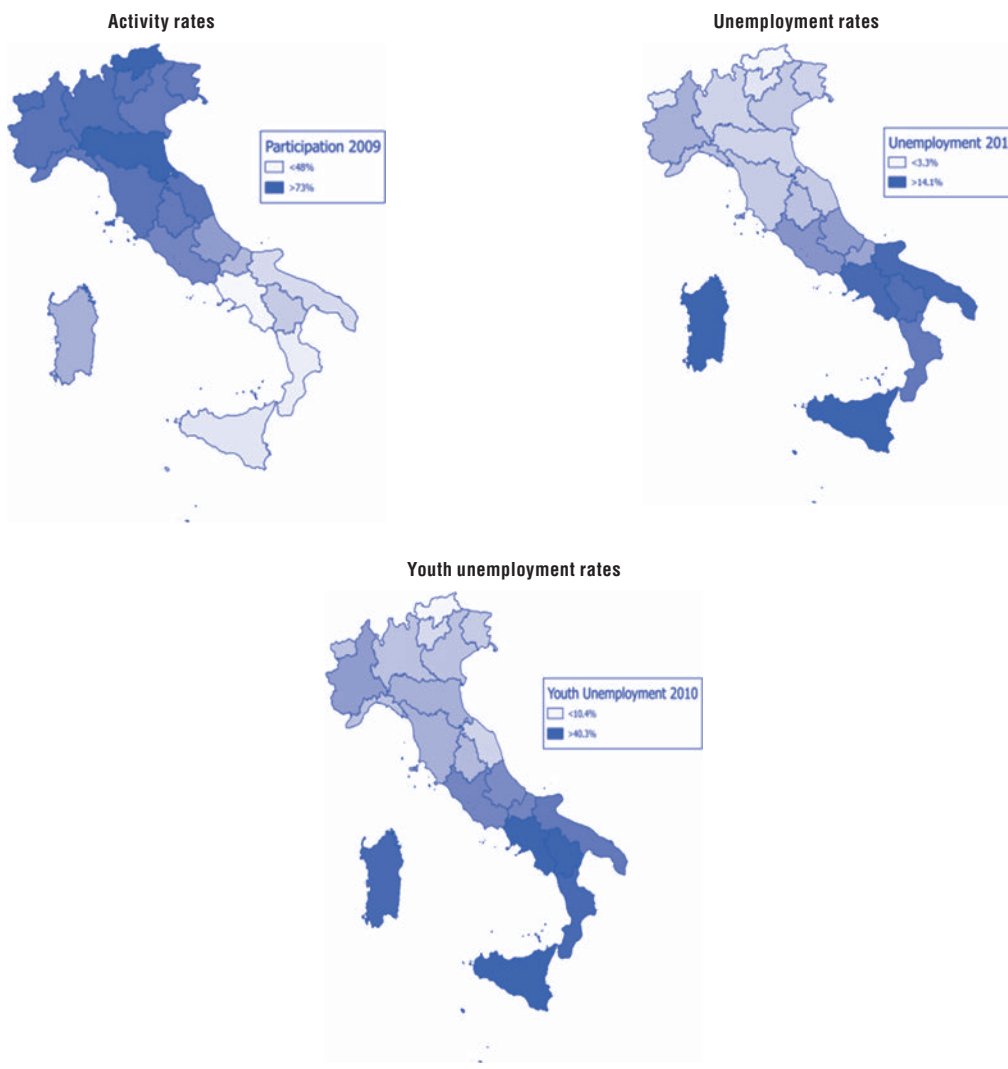 Activity rates
Unemployment rates
Participation 2009
<48%
>73%
Unemployment 201
<3.3%
>14.1%
Youth unemployment rates
Youth Unemployment 2010
<10.4%
>40.3%